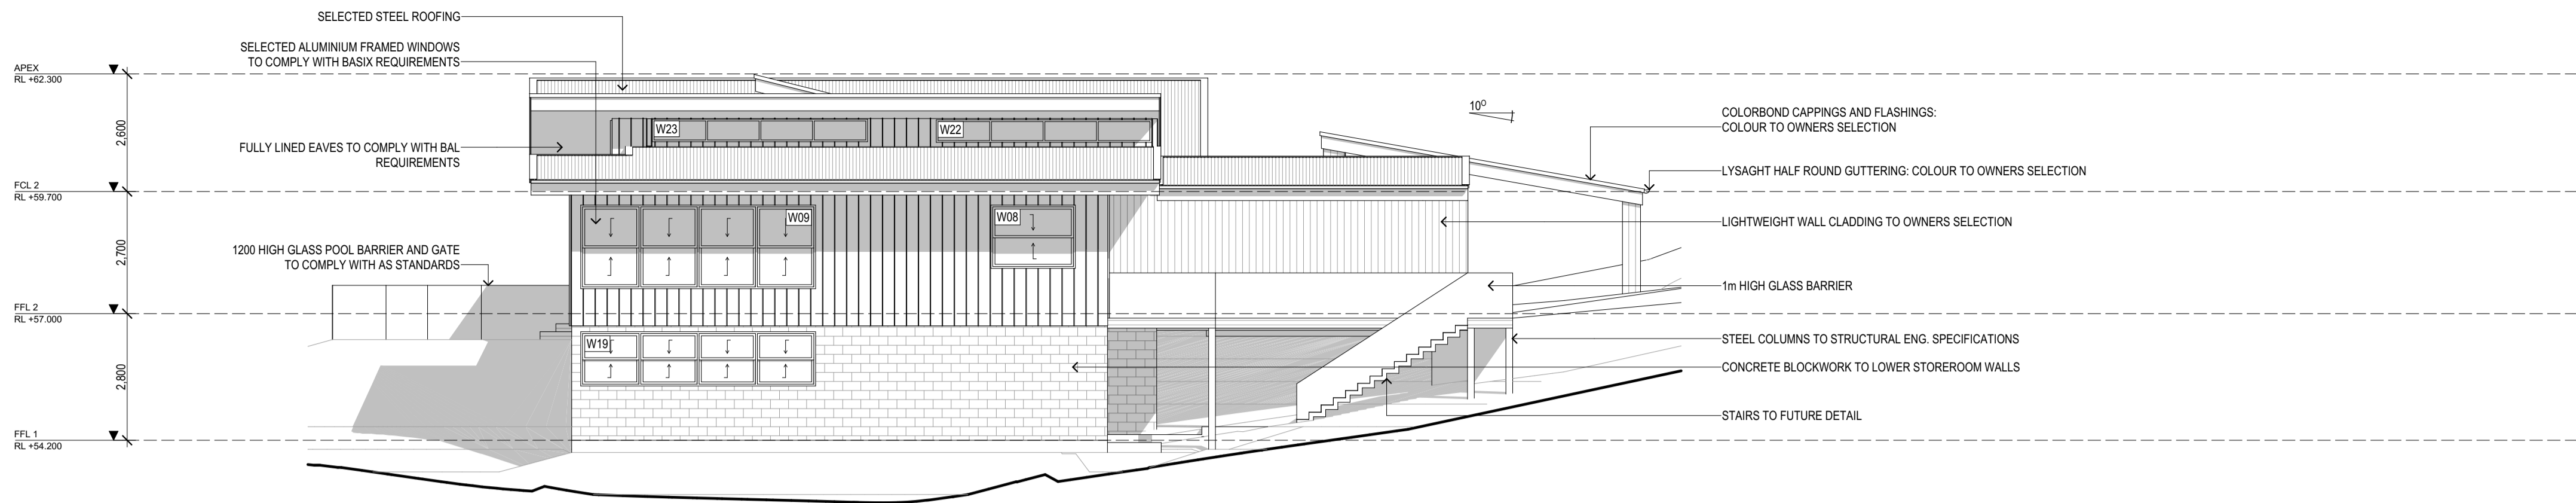 SELECTED STEEL ROOFING
SELECTED ALUMINIUM FRAMED WINDOWS
TO COMPLY WITH BASIX REQUIREMENTS
APEX
RL +62.300
2,600
FULLY LINED EAVES TO COMPLY WITH BAL
REQUIREMENTS
FCL 2
RL +59.700
2,700
1200 HIGH GLASS POOL BARRIER AND GATE
TO COMPLY WITH AS STANDARDS
FFL 2
RL +57.000
2,800
FFL 1
RL +54.200
W23
W22
W09
W08
W19
10O
COLORBOND CAPPINGS AND FLASHINGS:
COLOUR TO OWNERS SELECTION
LYSAGHT HALF ROUND GUTTERING: COLOUR TO OWNERS SELECTION
LIGHTWEIGHT WALL CLADDING TO OWNERS SELECTION
1m HIGH GLASS BARRIER
STEEL COLUMNS TO STRUCTURAL ENG. SPECIFICATIONS
CONCRETE BLOCKWORK TO LOWER STOREROOM WALLS
STAIRS TO FUTURE DETAIL